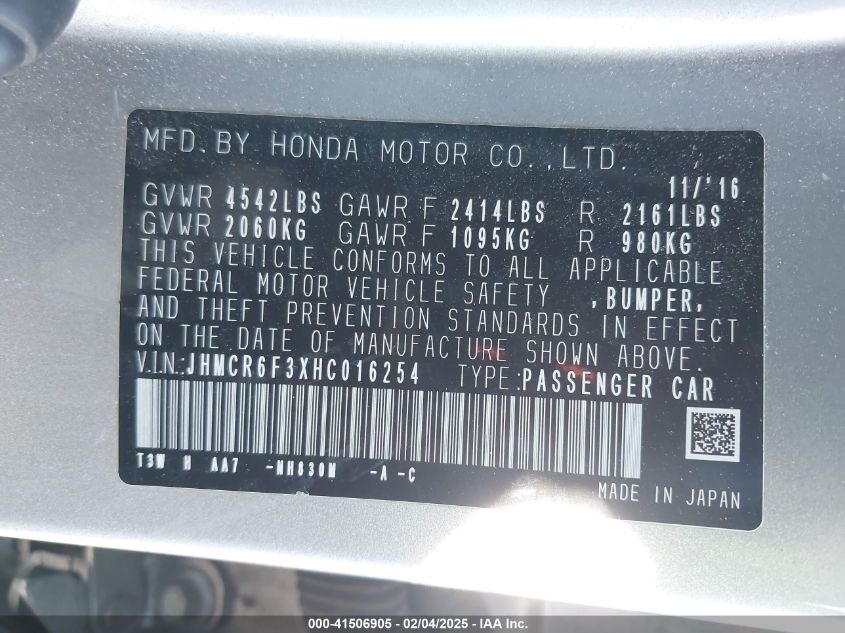 MFD. BY HONDA MOTOR CO., LTD.
11/'16
GVWR 4542LBS GAWR F 2414LBS R 2161LBS
GVWR 2060KG GAWR F 1095KG R 980KG
THIS VEHICLE CONFORMS TO ALL APPLICABLE
FEDERAL MOTOR VEHICLE SAFETY ,BUMPER,
AND THEFT PREVENTION STANDARDS IN EFFECT
ON THE DATE OF MANUFACTURE SHOWN ABOVE.
VIN:JHMCR6F3XHC016254 TYPE:PASSENGER CAR
T3W H AA7 -NH830M -A -C
MADE IN JAPAN
000-41506905 - 02/04/2025 - IAA Inc.